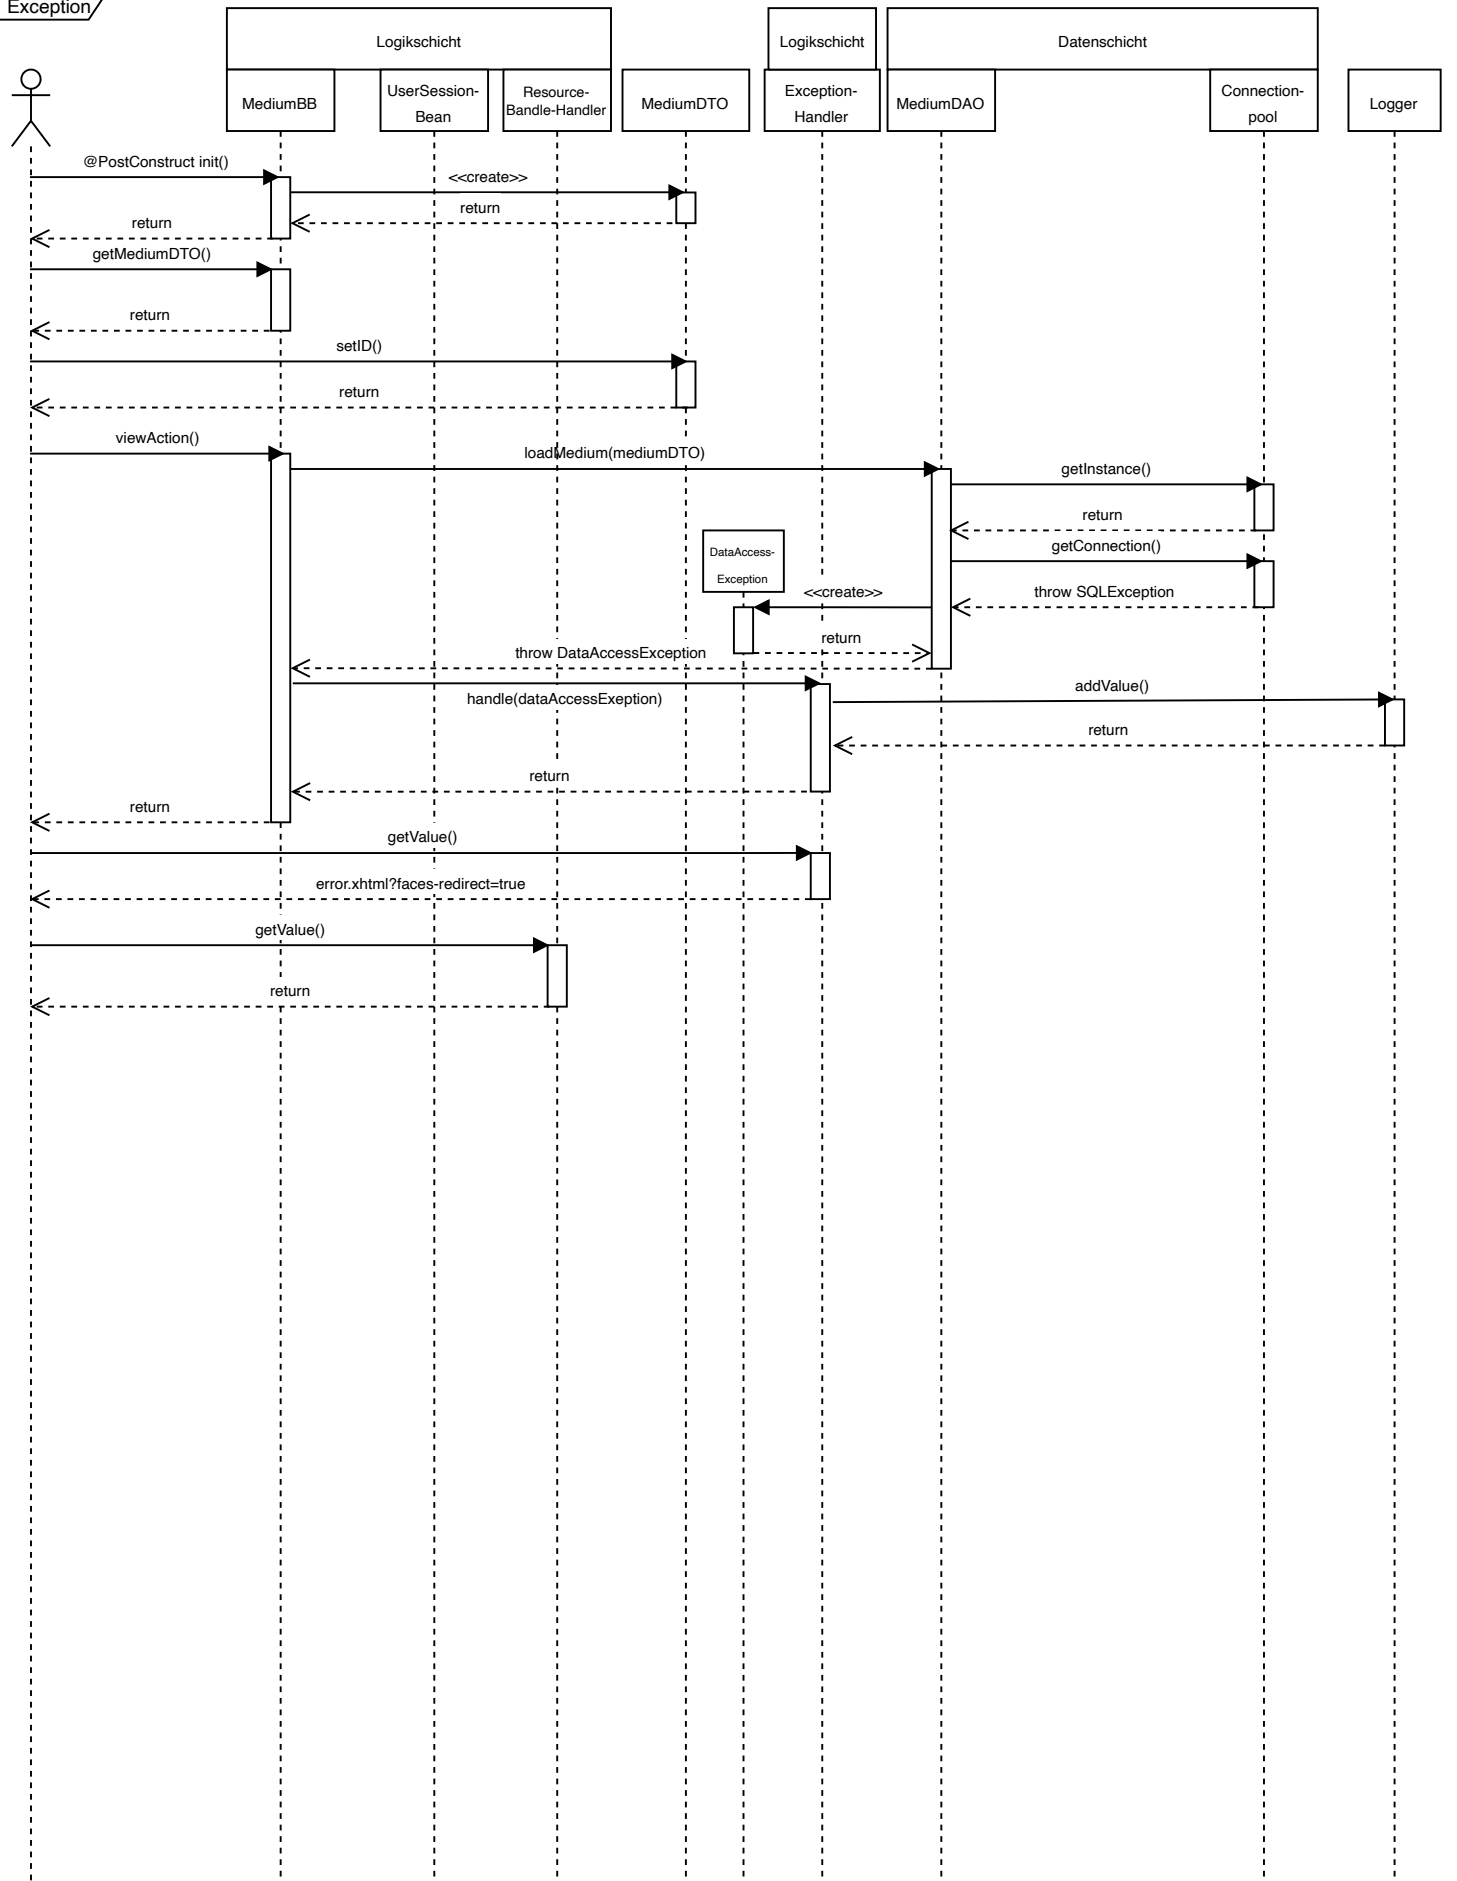 Exception
Logikschicht
Logikschicht
Datenschicht
MediumBB
UserSession-
Bean
Resource-
Bandle-Handler
MediumDTO
Exception-
Handler
MediumDAO
Connection-
pool
Logger
@PostConstruct init()
<<create>>
return
return
getMediumDTO()
return
setID()
return
viewAction()
loadMedium(mediumDTO)
getInstance()
return
getConnection()
DataAccess-
Exception
<<create>>
throw SQLException
return
throw DataAccessException
handle(dataAccessExeption)
addValue()
return
return
return
getValue()
error.xhtml?faces-redirect=true
getValue()
return